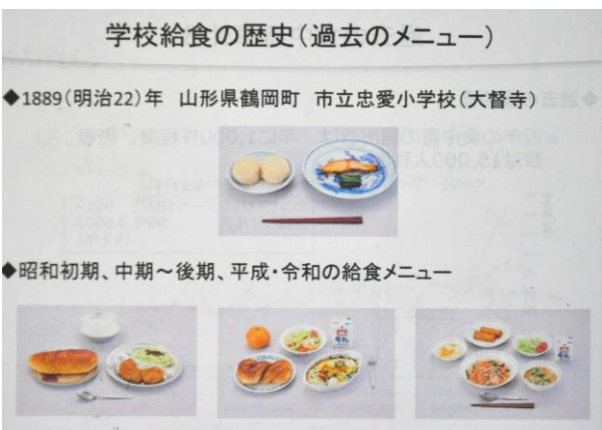 学校給食の歴史(過去のメニュー)
◆1889(明治22)年 山形県鶴岡町 市立忠愛小学校(大督寺)
◆昭和初期、中期～後期、平成・令和の給食メニュー